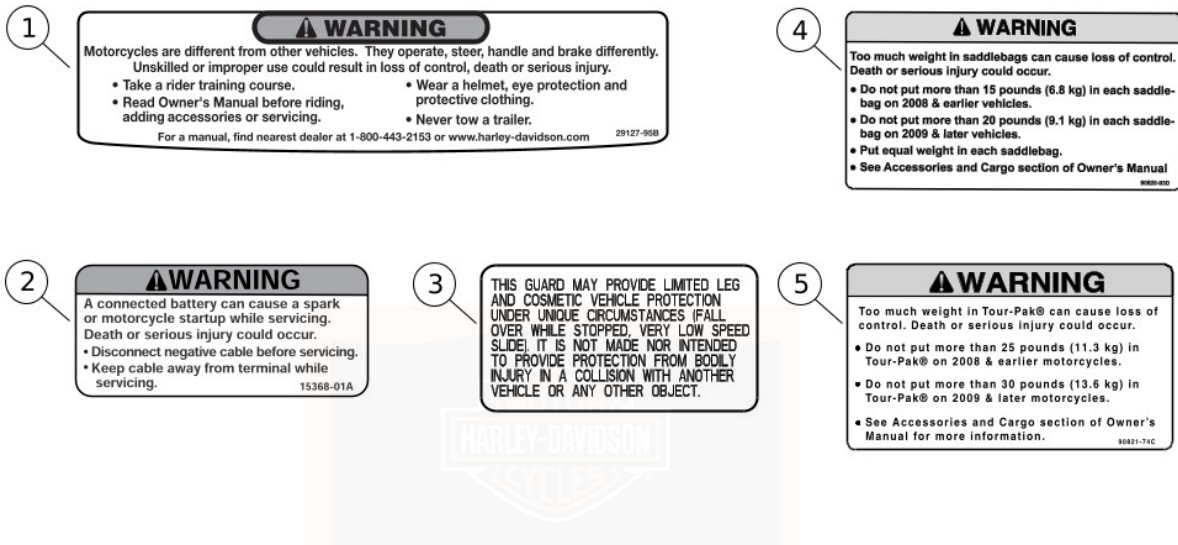 1
WARNING
Motorcycles are different from other vehicles. They operate, steer, handle and brake differently.
Unskilled or improper use could result in loss of control, death or serious injury.
• Take a rider training course.
• Read Owner's Manual before riding,
adding accessories or servicing.
• Wear a helmet, eye protection and
protective clothing.
• Never tow a trailer.
For a manual, find nearest dealer at 1-800-443-2153 or www.harley-davidson.com
29127-95B
4
WARNING
Too much weight in saddlebags can cause loss of control.
Death or serious injury could occur.
• Do not put more than 15 pounds (6.8 kg) in each saddle-
bag on 2008 & earlier vehicles.
• Do not put more than 20 pounds (9.1 kg) in each saddle-
bag on 2009 & later vehicles.
• Put equal weight in each saddlebag.
• See Accessories and Cargo section of Owner's Manual
2
WARNING
A connected battery can cause a spark
or motorcycle startup while servicing.
Death or serious injury could occur.
• Disconnect negative cable before servicing.
• Keep cable away from terminal while
servicing.
15368-01A
3
THIS GUARD MAY PROVIDE LIMITED LEG
AND COSMETIC VEHICLE PROTECTION
UNDER UNIQUE CIRCUMSTANCES (FALL
OVER WHILE STOPPED, VERY LOW SPEED
SLIDE). IT IS NOT MADE NOR INTENDED
TO PROVIDE PROTECTION FROM BODILY
INJURY IN A COLLISION WITH ANOTHER
VEHICLE OR ANY OTHER OBJECT.
5
WARNING
Too much weight in Tour-Pak® can cause loss of
control. Death or serious injury could occur.
• Do not put more than 25 pounds (11.3 kg) in
Tour-Pak® on 2008 & earlier motorcycles.
• Do not put more than 30 pounds (13.6 kg) in
Tour-Pak® on 2009 & later motorcycles.
• See Accessories and Cargo section of Owner's
Manual for more information.
90821-74C
HARLEY-DAVIDSON
CYCLES